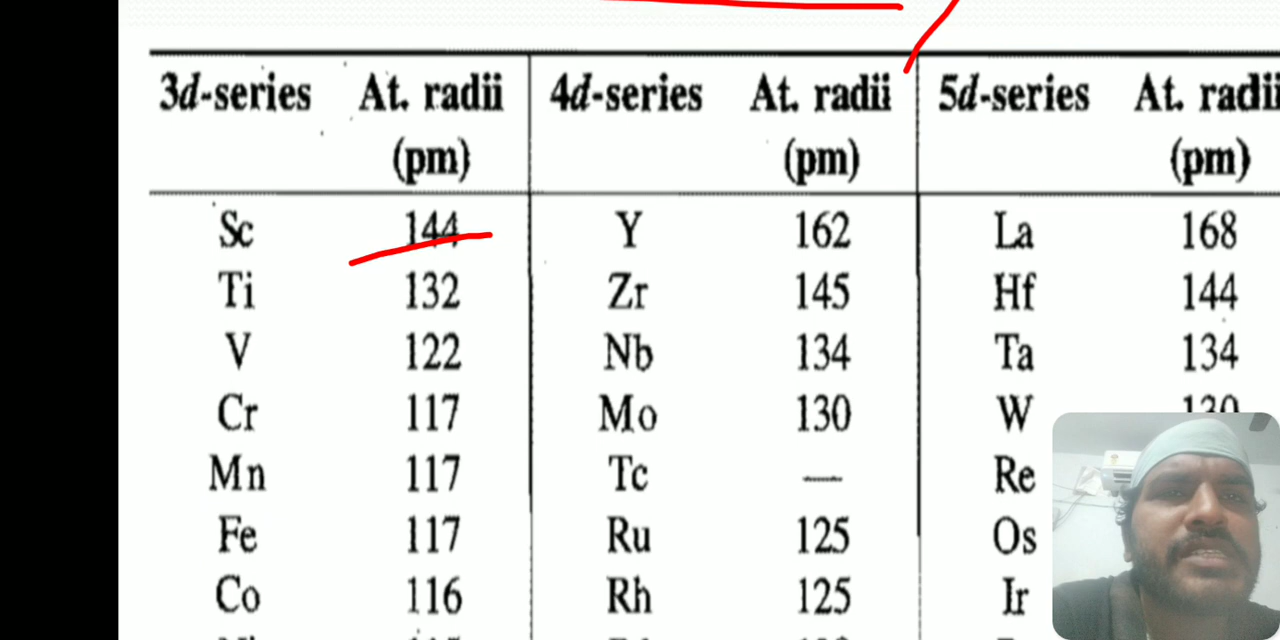 3d-series At. radii (pm) 4d-series At. radii (pm) 5d-series At. radii (pm)
Sc 144 Y 162 La 168
Ti 132 Zr 145 Hf 144
V 122 Nb 134 Ta 134
Cr 117 Mo 130 W 130
Mn 117 Tc — Re
Fe 117 Ru 125 Os
Co 116 Rh 125 Ir